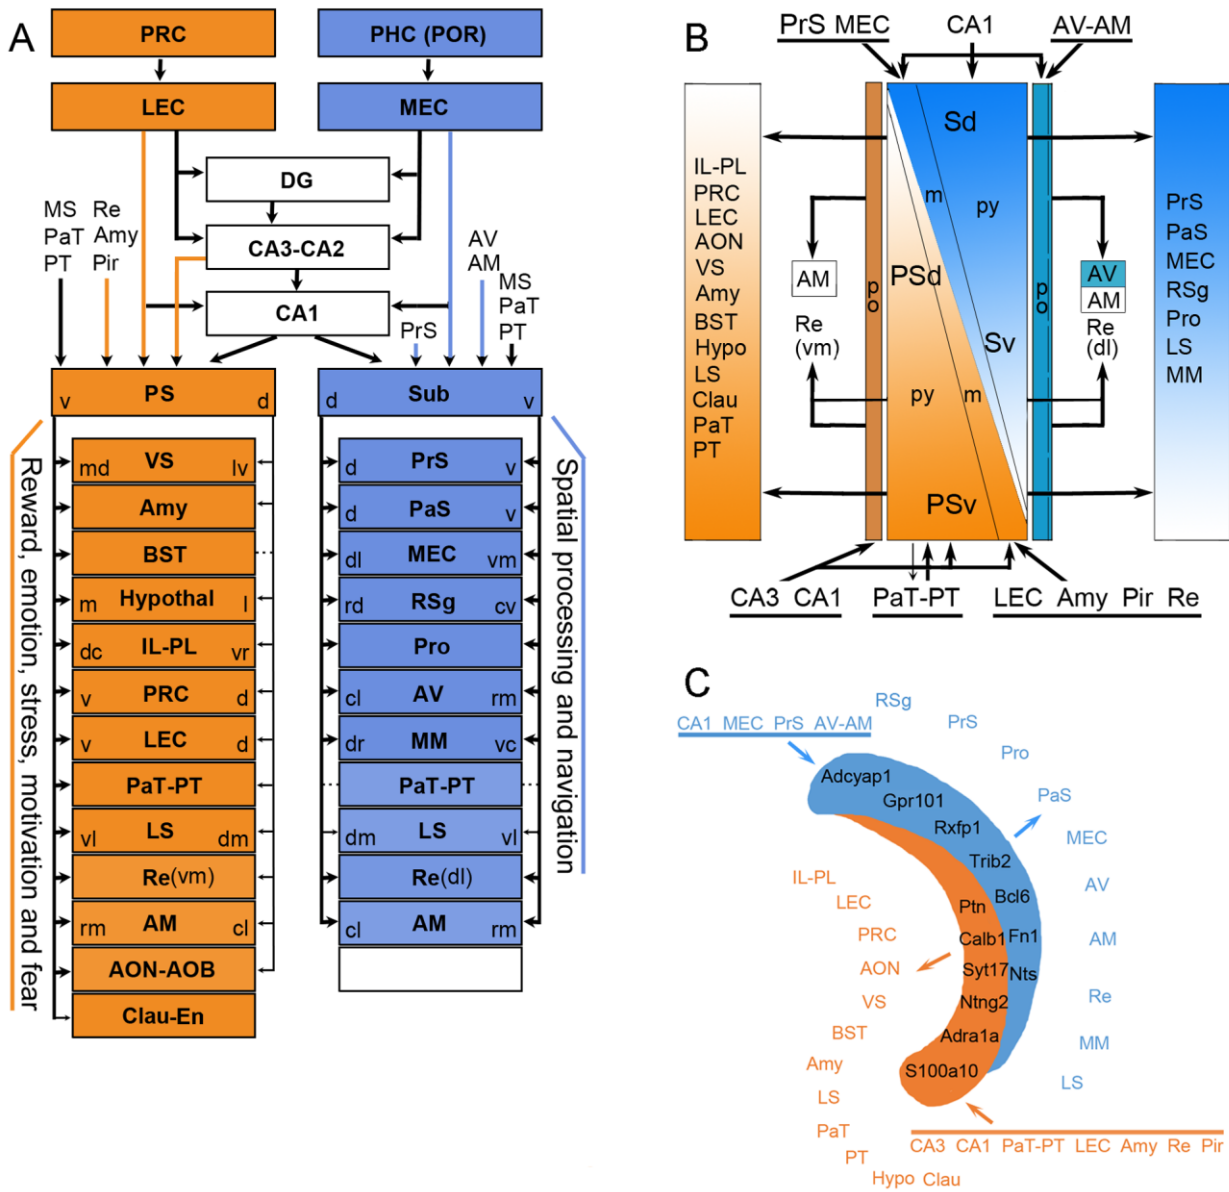 A
PRC
PHC (POR)
LEC
MEC
DG
CA3-CA2
CA1
MS
PaT
PT
Re
Amy
Pir
PrS
AV
AM
MS
PaT
PT
v PS d
d Sub v
Reward, emotion, stress, motivation and fear
md VS lv
Amy
BST
m Hypothal l
dc IL-PL vr
v PRC d
v LEC d
PaT-PT
vl LS dm
Re(vm)
rm AM cl
AON-AOB
Clau-En
d PrS v
d PaS v
dl MEC vm
rd RSg cv
Pro
cl AV rm
dr MM vc
PaT-PT
dm LS vl
Re(dl)
cl AM rm
Spatial processing and navigation
B
PrS MEC CA1 AV-AM
IL-PL
PRC
LEC
AON
VS
Amy
BST
Hypo
LS
Clau
PaT
PT
AM
Re
(vm)
po
Sd
m
py
PSd
Sv
py
m
PSv
po
AV
AM
Re
(dl)
PrS
PaS
MEC
RSg
Pro
LS
MM
CA3 CA1 PaT-PT LEC Amy Pir Re
C
CA1 MEC PrS AV-AM
RSg
PrS
Pro
PaS
MEC
AV
AM
Re
MM
LS
Adcyap1
Gpr101
Rxfp1
Trib2
Bcl6
Ptn
Calb1 Fn1
Syt17 Nts
Ntng2
Adra1a
S100a10
IL-PL
LEC
PRC
AON
VS
BST
Amy
LS
PaT
PT
Hypo Clau
CA3 CA1 PaT-PT LEC Amy Re Pir